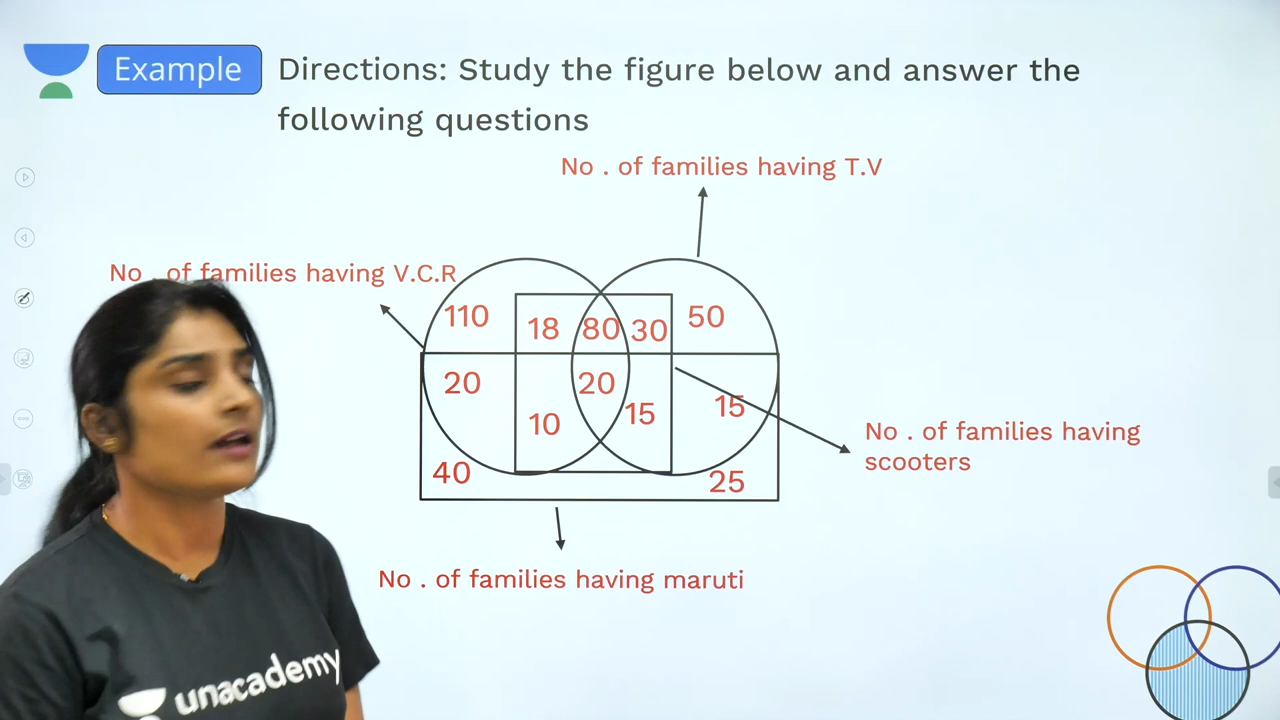 Example
Directions: Study the figure below and answer the
following questions
No . of families having T.V
No . of families having V.C.R
110
18
80
30
50
20
20
10
15
15
40
25
No . of families having
scooters
No . of families having maruti
unacademy